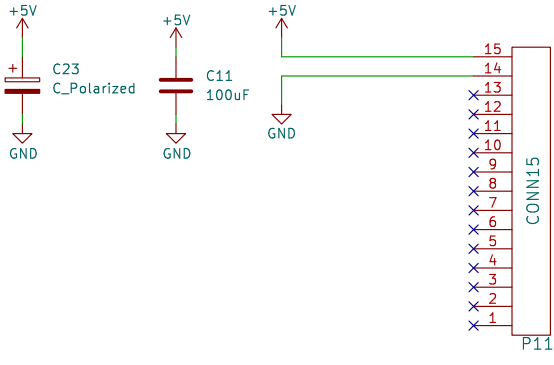 +5V
+
C23
C_Polarized
GND
+5V
C11
100uF
GND
+5V
GND
15
14
13
12
11
10
9
8
7
6
5
4
3
2
1
CONN15
P11